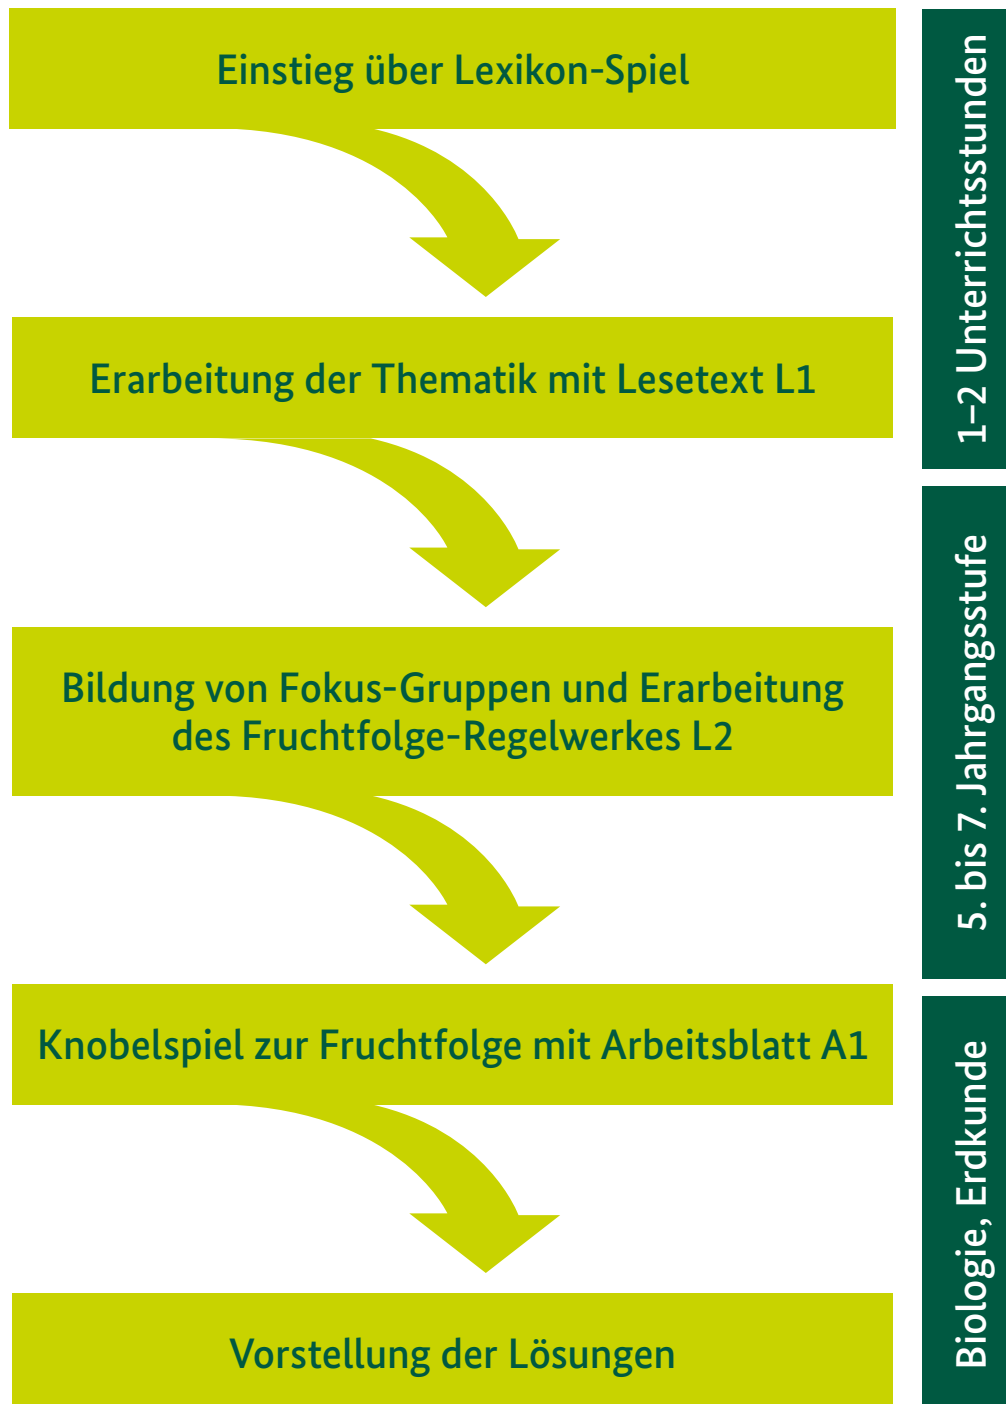 Einstieg über Lexikon-Spiel
Erarbeitung der Thematik mit Lesetext L1
Bildung von Fokus-Gruppen und Erarbeitung
des Fruchtfolge-Regelwerkes L2
Knobelspiel zur Fruchtfolge mit Arbeitsblatt A1
Vorstellung der Lösungen
1–2 Unterrichtsstunden
5. bis 7. Jahrgangsstufe
Biologie, Erdkunde